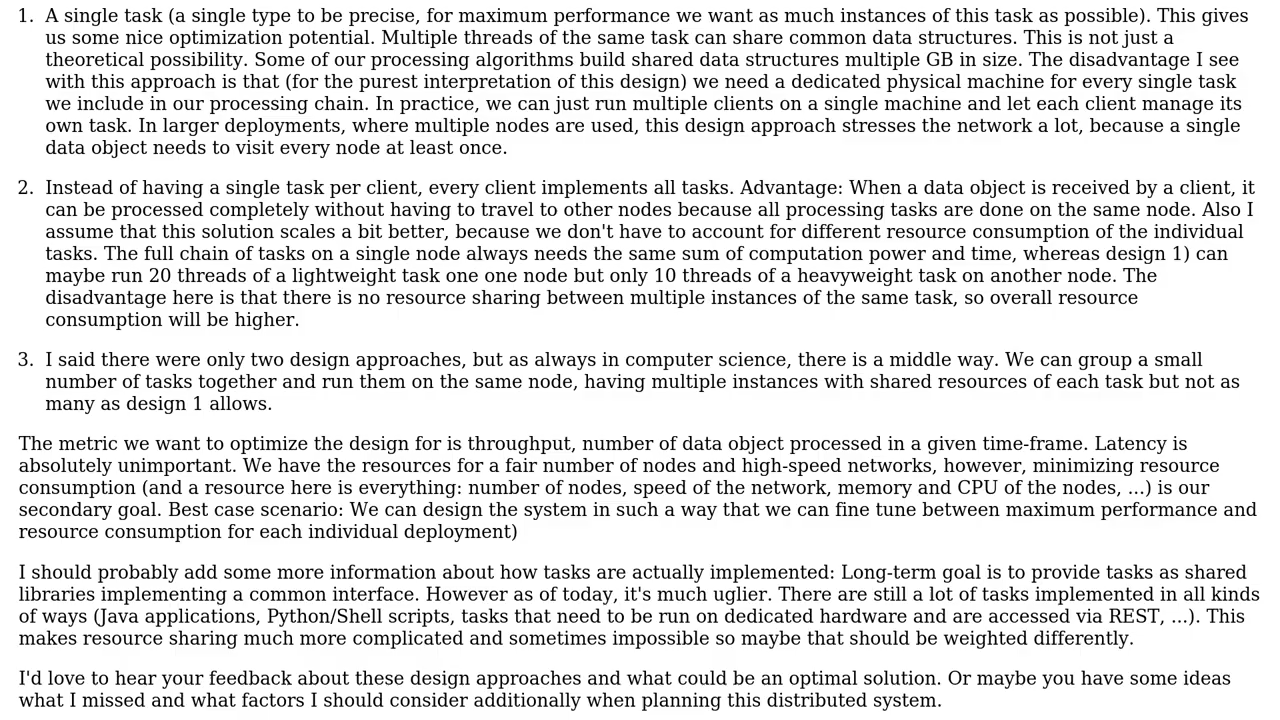 1. A single task (a single type to be precise, for maximum performance we want as much instances of this task as possible). This gives
us some nice optimization potential. Multiple threads of the same task can share common data structures. This is not just a
theoretical possibility. Some of our processing algorithms build shared data structures multiple GB in size. The disadvantage I see
with this approach is that (for the purest interpretation of this design) we need a dedicated physical machine for every single task
we include in our processing chain. In practice, we can just run multiple clients on a single machine and let each client manage its
own task. In larger deployments, where multiple nodes are used, this design approach stresses the network a lot, because a single
data object needs to visit every node at least once.
2. Instead of having a single task per client, every client implements all tasks. Advantage: When a data object is received by a client, it
can be processed completely without having to travel to other nodes because all processing tasks are done on the same node. Also I
assume that this solution scales a bit better, because we don't have to account for different resource consumption of the individual
tasks. The full chain of tasks on a single node always needs the same sum of computation power and time, whereas design 1) can
maybe run 20 threads of a lightweight task one one node but only 10 threads of a heavyweight task on another node. The
disadvantage here is that there is no resource sharing between multiple instances of the same task, so overall resource
consumption will be higher.
3. I said there were only two design approaches, but as always in computer science, there is a middle way. We can group a small
number of tasks together and run them on the same node, having multiple instances with shared resources of each task but not as
many as design 1 allows.
The metric we want to optimize the design for is throughput, number of data object processed in a given time-frame. Latency is
absolutely unimportant. We have the resources for a fair number of nodes and high-speed networks, however, minimizing resource
consumption (and a resource here is everything: number of nodes, speed of the network, memory and CPU of the nodes, ...) is our
secondary goal. Best case scenario: We can design the system in such a way that we can fine tune between maximum performance and
resource consumption for each individual deployment)
I should probably add some more information about how tasks are actually implemented: Long-term goal is to provide tasks as shared
libraries implementing a common interface. However as of today, it's much uglier. There are still a lot of tasks implemented in all kinds
of ways (Java applications, Python/Shell scripts, tasks that need to be run on dedicated hardware and are accessed via REST, ...). This
makes resource sharing much more complicated and sometimes impossible so maybe that should be weighted differently.
I'd love to hear your feedback about these design approaches and what could be an optimal solution. Or maybe you have some ideas
what I missed and what factors I should consider additionally when planning this distributed system.